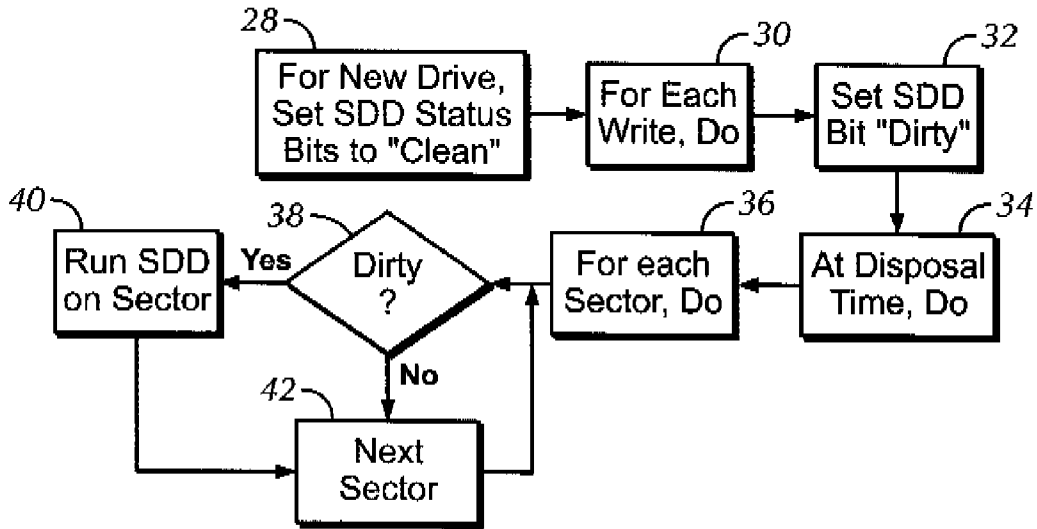 28
For New Drive,
Set SDD Status
Bits to "Clean"
30
For Each
Write, Do
32
Set SDD
Bit "Dirty"
34
At Disposal
Time, Do
36
For each
Sector, Do
38
Dirty
?
Yes
No
40
Run SDD
on Sector
42
Next
Sector